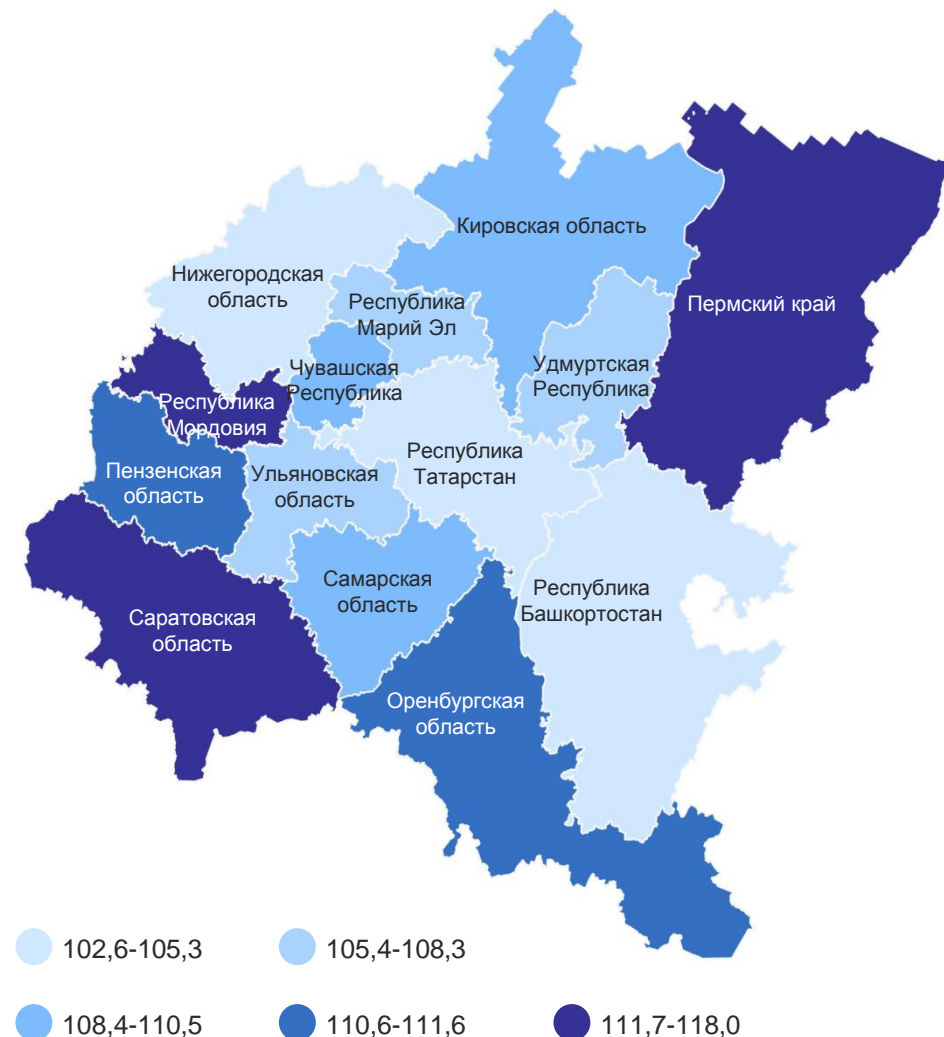 Кировская область
Нижегородская
область
Республика
Марий Эл
Пермский край
Чувашская
Республика
Удмуртская
Республика
Республика
Мордовия
Республика
Татарстан
Пензенская
область
Ульяновская
область
Самарская
область
Республика
Башкортостан
Саратовская
область
Оренбургская
область
102,6-105,3
105,4-108,3
108,4-110,5
110,6-111,6
111,7-118,0